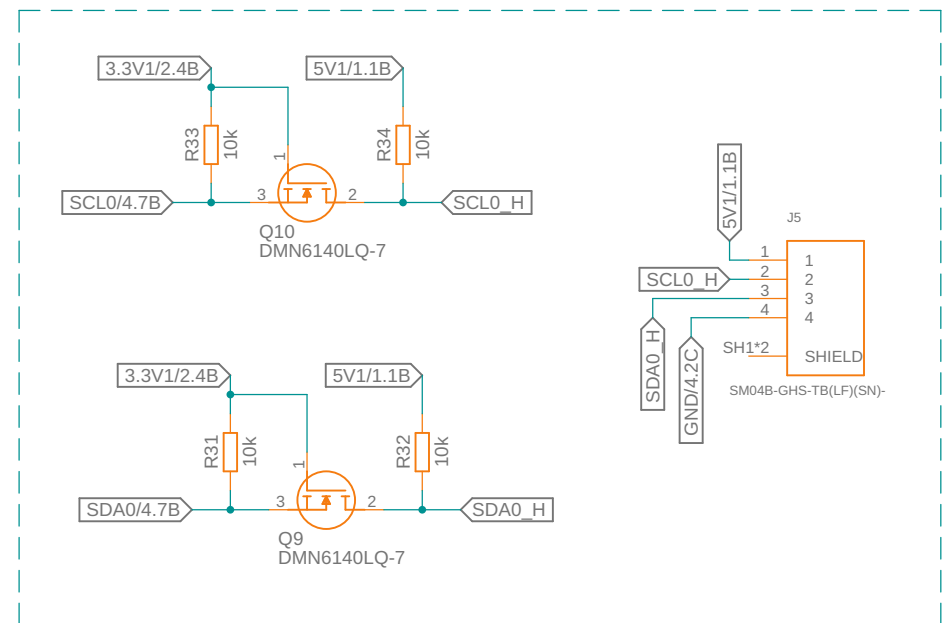 3.3V1/2.4B
5V1/1.1B
R33
10k
R34
10k
1
SCL0/4.7B
3
2
SCL0_H
Q10
DMN6140LQ-7
5V1/1.1B
J5
1
1
SCL0_H
2
2
3
3
4
4
SDA0_H
GND/4.2C
SH1*2
SHIELD
SM04B-GHS-TB(LF)(SN)-
3.3V1/2.4B
5V1/1.1B
R31
10k
R32
10k
1
SDA0/4.7B
3
2
SDA0_H
Q9
DMN6140LQ-7